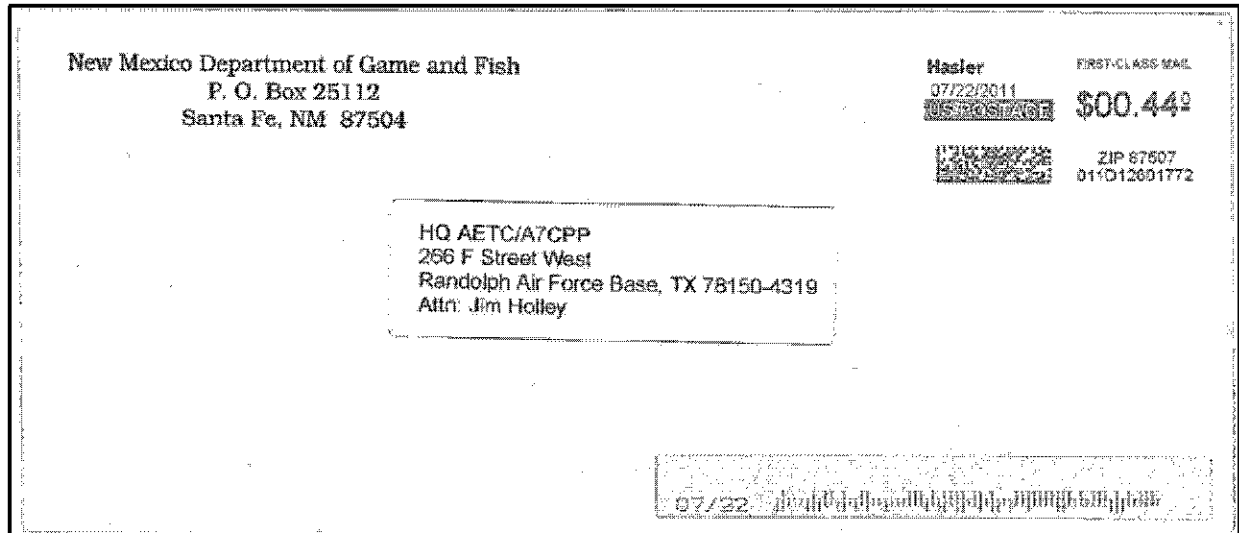 New Mexico Department of Game and Fish
P. O. Box 25112
Santa Fe, NM 87504
Hasler
07/22/2011
US POSTAGE
FIRST-CLASS MAIL
$00.44⁰
ZIP 87507
011D12601772
HQ AETC/A7CPP
266 F Street West
Randolph Air Force Base, TX 78150-4319
Attn: Jim Holley
07/22